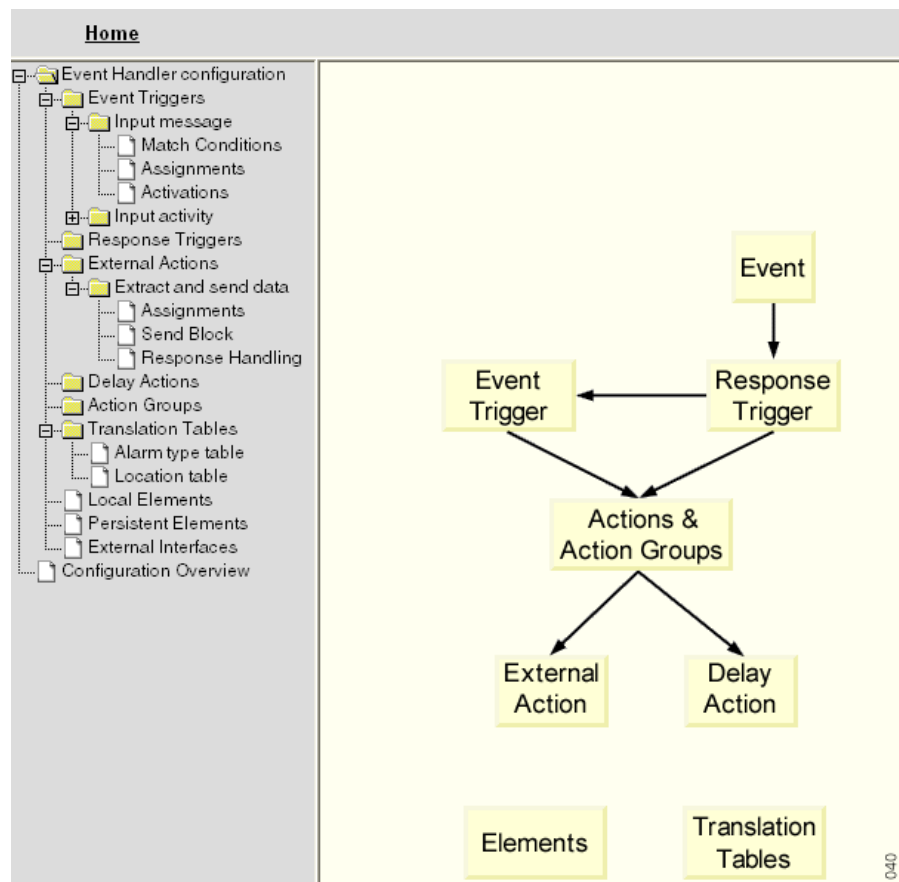 Home
Event Handler configuration
Event Triggers
Input message
Match Conditions
Assignments
Activations
Input activity
Response Triggers
External Actions
Extract and send data
Assignments
Send Block
Response Handling
Delay Actions
Action Groups
Translation Tables
Alarm type table
Location table
Local Elements
Persistent Elements
External Interfaces
Configuration Overview
Event
Event
Trigger
Response
Trigger
Actions &
Action Groups
External
Action
Delay
Action
Elements
Translation
Tables
040